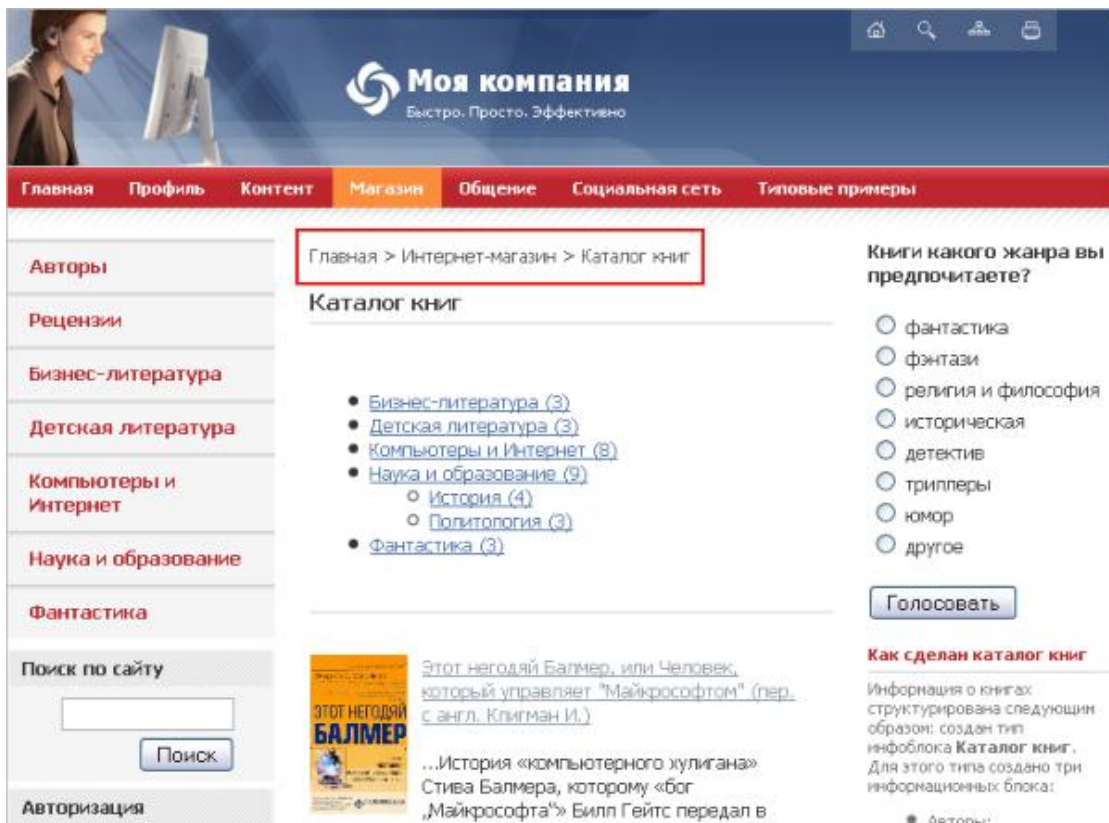 Моя компания
Быстро. Просто. Эффективно
Главная Профиль Контент Магазин Общение Социальная сеть Типовые примеры
Авторы
Рецензии
Бизнес-литература
Детская литература
Компьютеры и
Интернет
Наука и образование
Фантастика
Поиск по сайту
Поиск
Авторизация
Главная > Интернет-магазин > Каталог книг
Каталог книг
Бизнес-литература (3)
Детская литература (3)
Компьютеры и Интернет (8)
Наука и образование (9)
История (4)
Политология (3)
Фантастика (3)
ЭТОТ НЕГОДЯЙ
БАЛМЕР
Этот негодяй Балмер, или Человек,
который управляет "Майкрософтом" (пер.
с англ. Клигман И.)
...История «компьютерного хулигана»
Стива Балмера, которому «бог
„Майкрософта"» Билл Гейтс передал в
Книги какого жанра вы
предпочитаете?
фантастика
фэнтази
религия и философия
историческая
детектив
триллеры
юмор
другое
Голосовать
Как сделан каталог книг
Информация о книгах
структурирована следующим
образом: создан тип
инфоблока Каталог книг.
Для этого типа создано три
информационных блока:
Авторы;